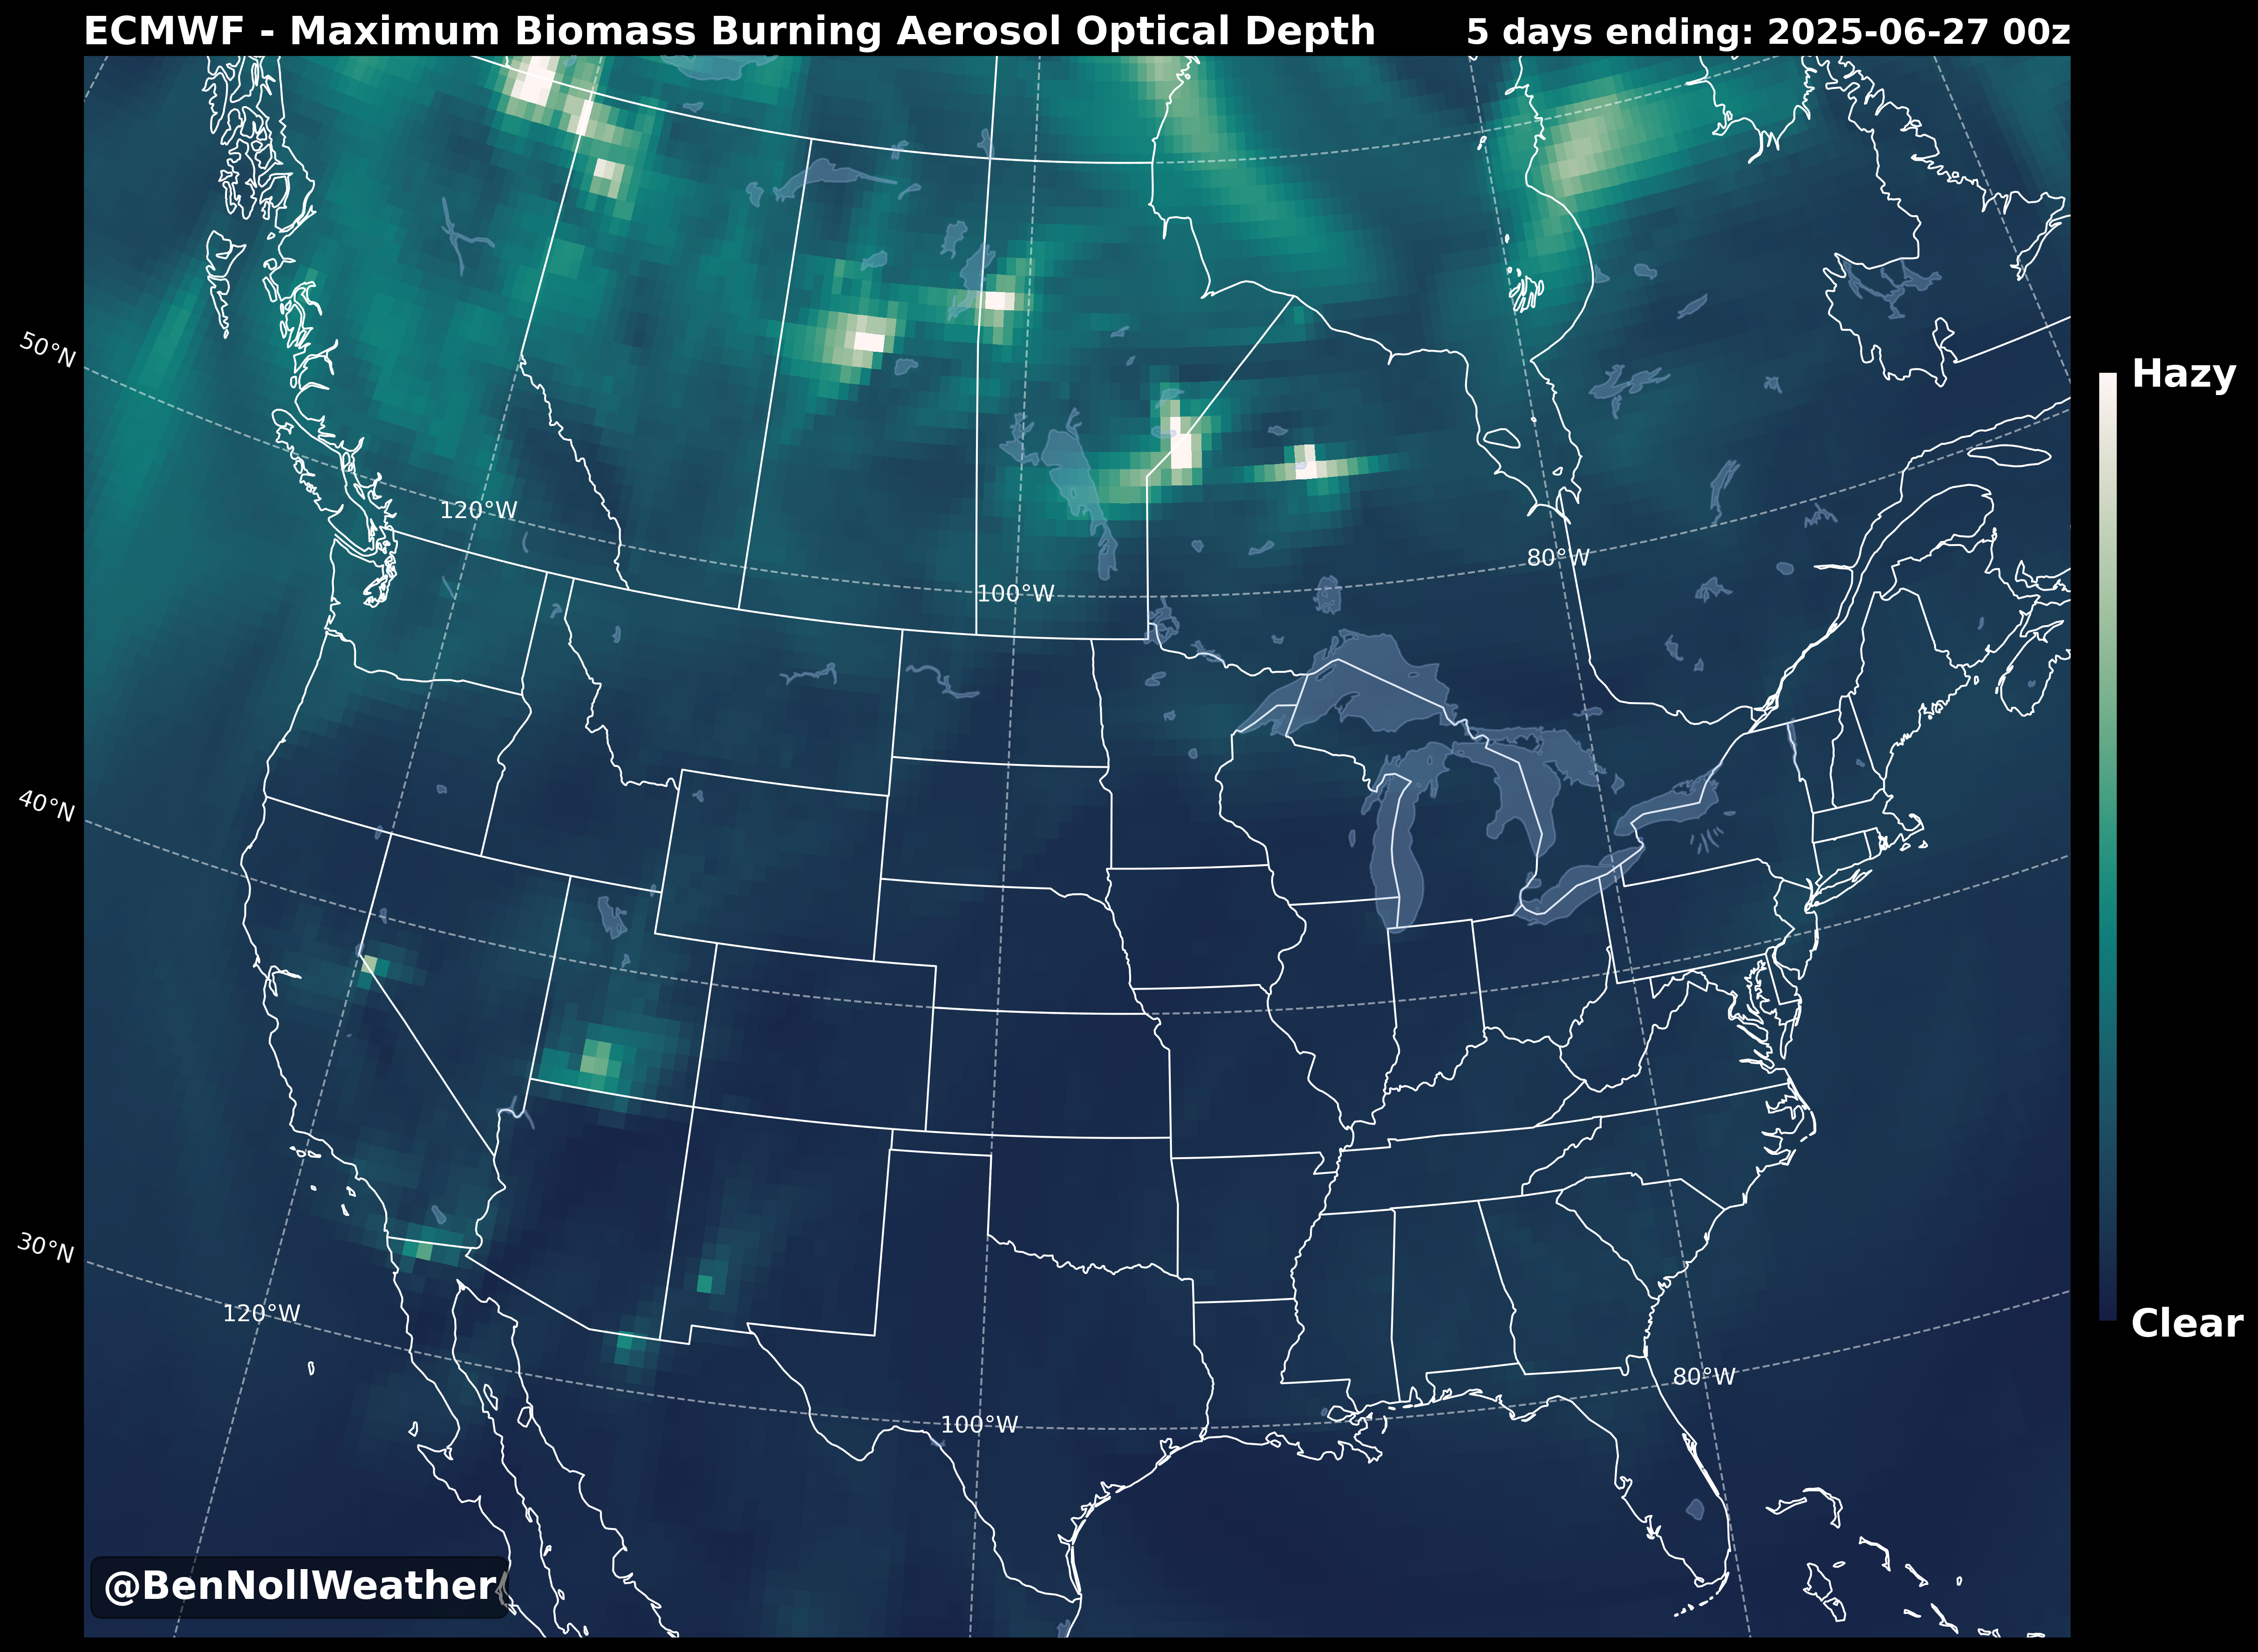 ECMWF - Maximum Biomass Burning Aerosol Optical Depth
5 days ending: 2025-06-27 00z
50°N
Hazy
120°W
80°W
100°W
40°N
30°N
120°W
Clear
80°W
100°W
@BenNollWeather